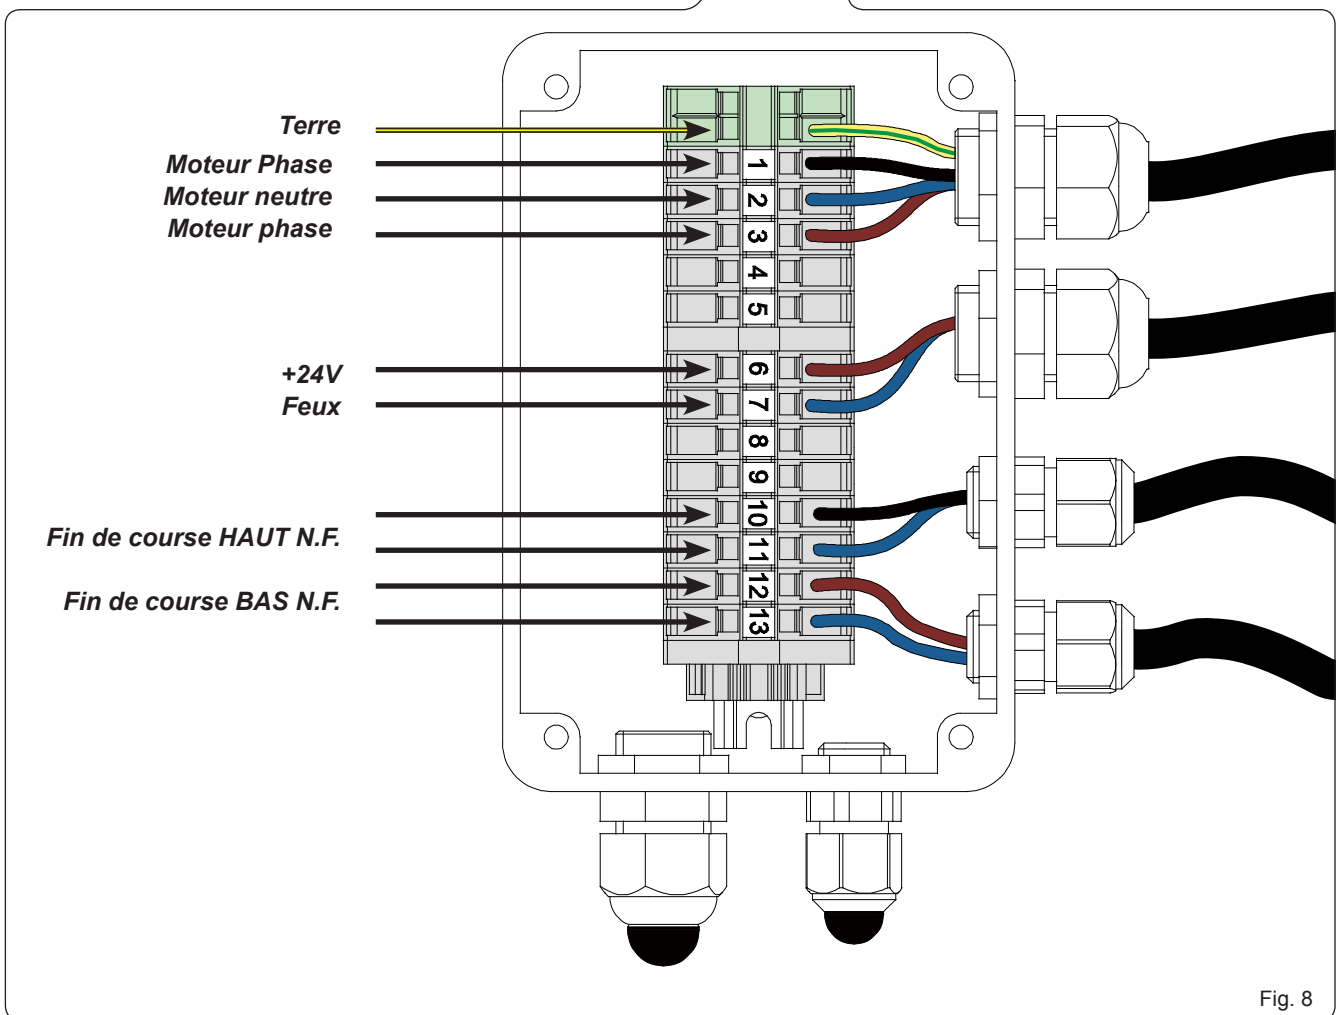 Terre
Moteur Phase
Moteur neutre
Moteur phase
+24V
Feux
Fin de course HAUT N.F.
Fin de course BAS N.F.
1
2
3
4
5
6
7
8
9
10
11
12
13
Fig. 8